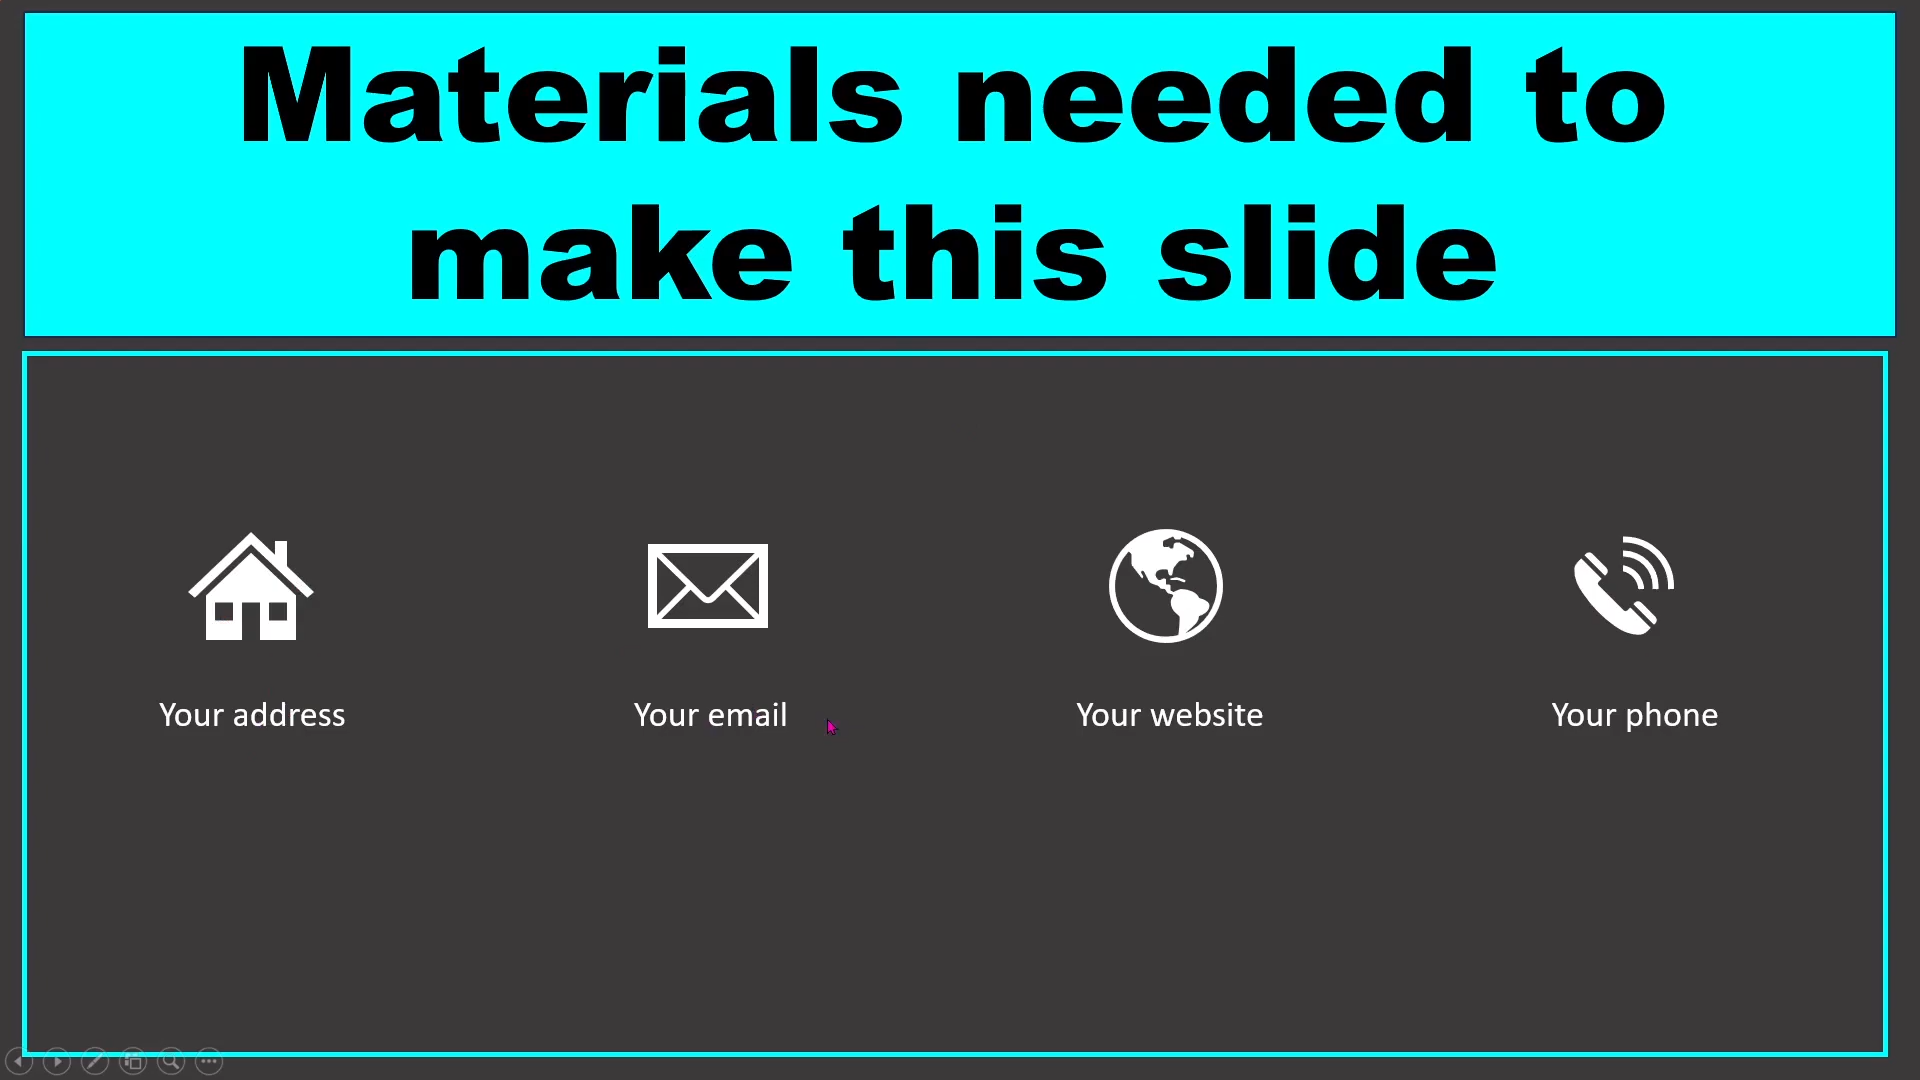 Materials needed to
make this slide
Your address
Your email
Your website
Your phone